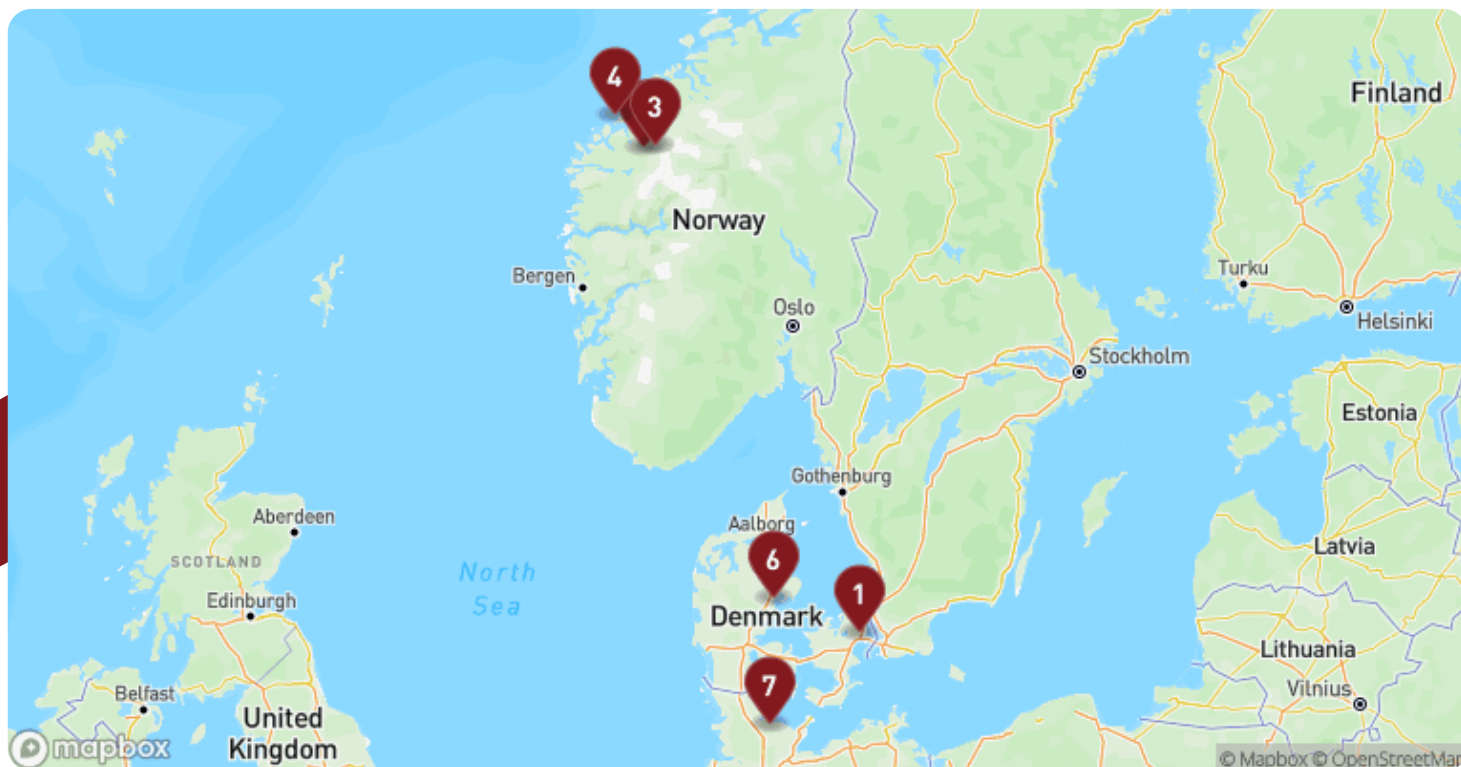 4
3
Finland
Norway
Bergen
Turku
Oslo
Helsinki
Stockholm
Estonia
Gothenburg
Aberdeen
Aalborg
SCOTLAND
Latvia
6
North
Sea
1
Edinburgh
Denmark
Lithuania
7
Vilnius
Belfast
United
Kingdom
mapbox
© Mapbox © OpenStreetMap